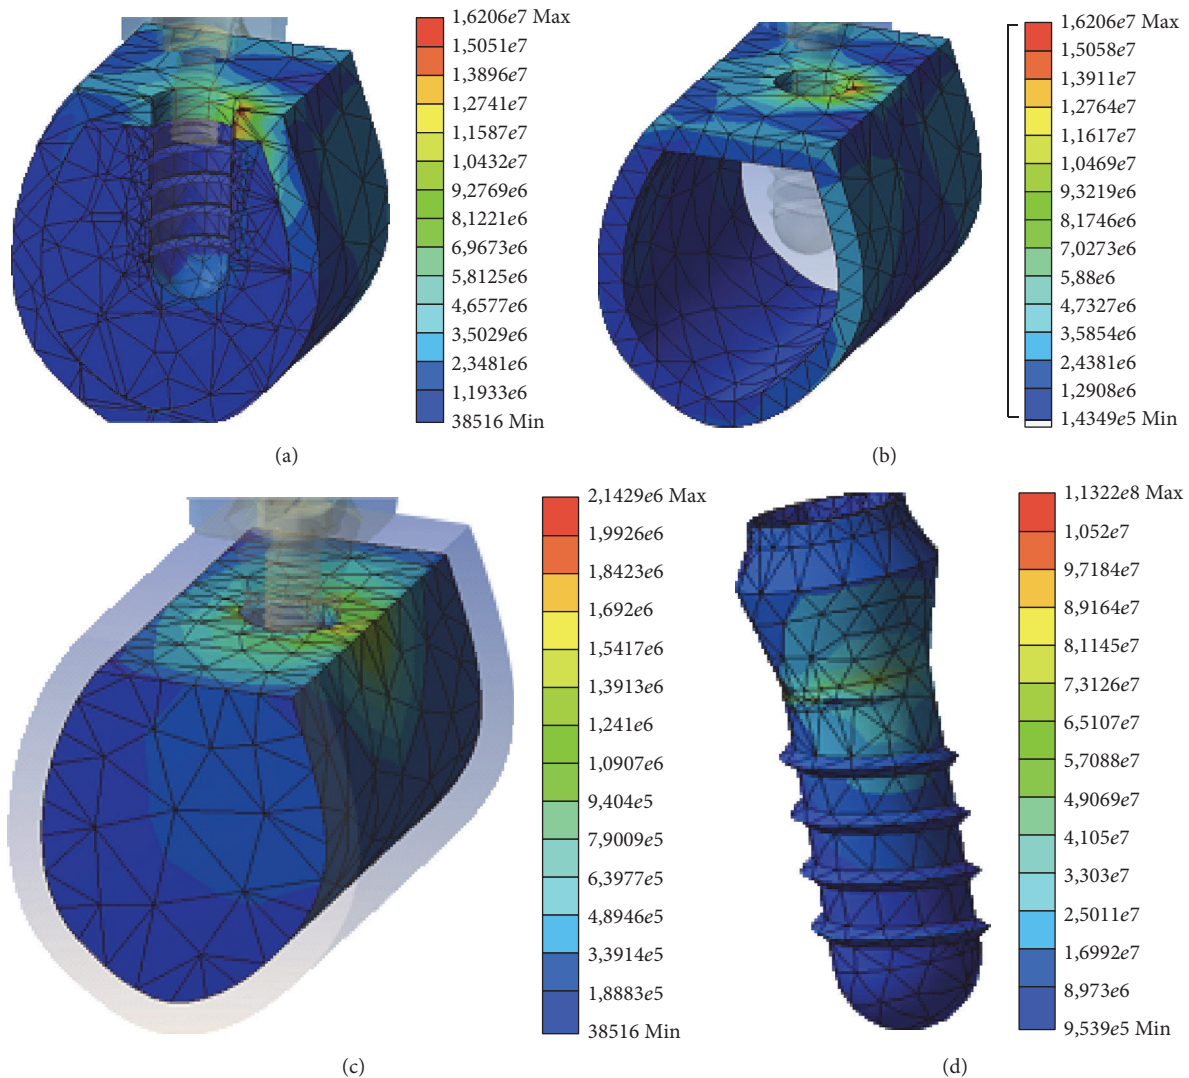 1,6206e7 Max
1,5051e7
1,3896e7
1,2741e7
1,1587e7
1,0432e7
9,2769e6
8,1221e6
6,9673e6
5,8125e6
4,6577e6
3,5029e6
2,3481e6
1,1933e6
38516 Min
(a)
1,6206e7 Max
1,5058e7
1,3911e7
1,2764e7
1,1617e7
1,0469e7
9,3219e6
8,1746e6
7,0273e6
5,88e6
4,7327e6
3,5854e6
2,4381e6
1,2908e6
1,4349e5 Min
(b)
2,1429e6 Max
1,9926e6
1,8423e6
1,692e6
1,5417e6
1,3913e6
1,241e6
1,0907e6
9,404e5
7,9009e5
6,3977e5
4,8946e5
3,3914e5
1,8883e5
38516 Min
(c)
1,1322e8 Max
1,052e7
9,7184e7
8,9164e7
8,1145e7
7,3126e7
6,5107e7
5,7088e7
4,9069e7
4,105e7
3,303e7
2,5011e7
1,6992e7
8,973e6
9,539e5 Min
(d)